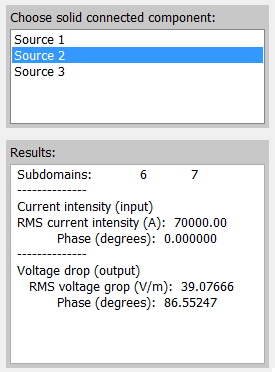 Choose solid connected component:
Source 1
Source 2
Source 3
Results:
Subdomains: 6 7
--------------
Current intensity (input)
RMS current intensity (A): 70000.00
Phase (degrees): 0.000000
--------------
Voltage drop (output)
RMS voltage grop (V/m): 39.07666
Phase (degrees): 86.55247